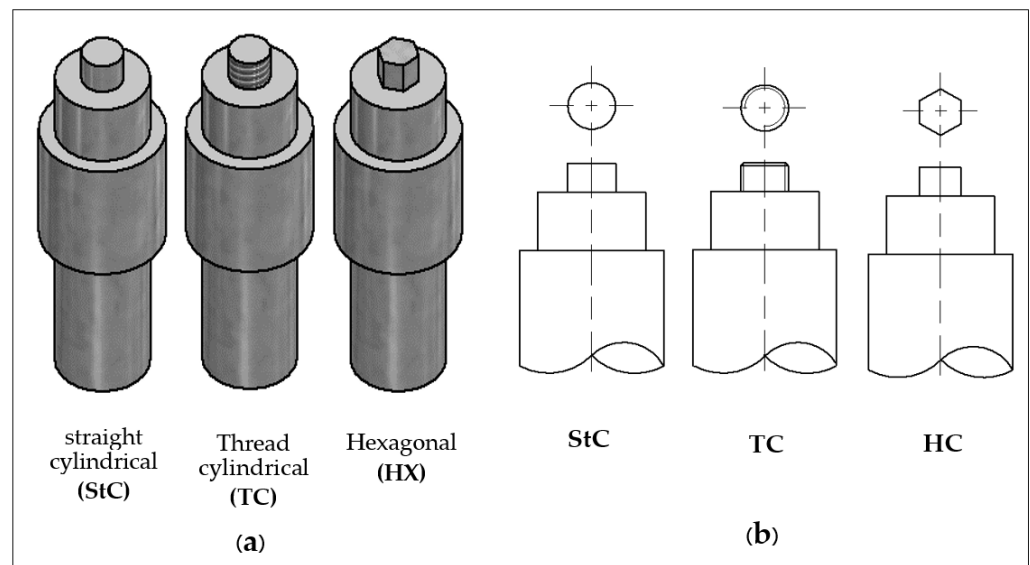 straight
cylindrical
(StC)
Thread
cylindrical
(TC)
Hexagonal
(HX)
(a)
StC
TC
HC
(b)